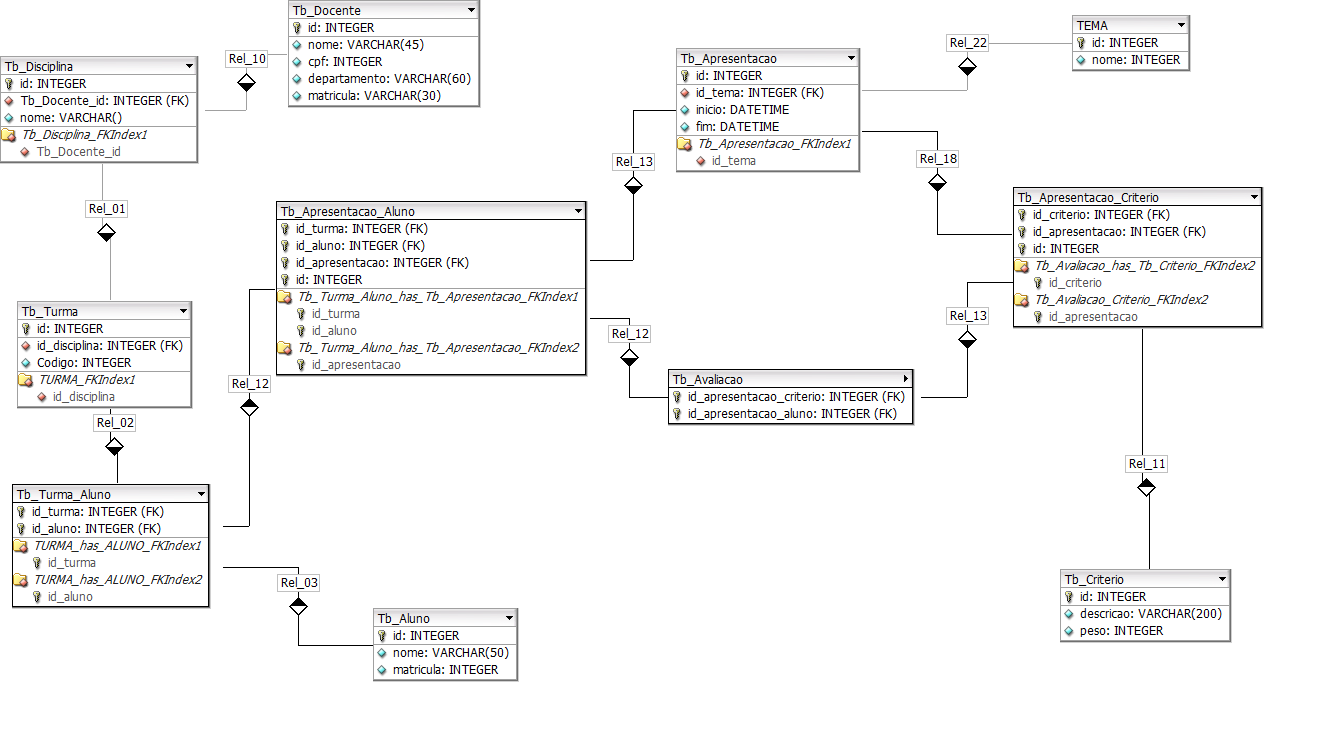 Tb_Docente
id: INTEGER
nome: VARCHAR(45)
cpf: INTEGER
departamento: VARCHAR(60)
matricula: VARCHAR(30)
Rel_10
Tb_Disciplina
id: INTEGER
Tb_Docente_id: INTEGER (FK)
nome: VARCHAR()
Tb_Disciplina_FKIndex1
Tb_Docente_id
Rel_01
Tb_Turma
id: INTEGER
id_disciplina: INTEGER (FK)
Codigo: INTEGER
TURMA_FKIndex1
id_disciplina
Rel_02
Tb_Turma_Aluno
id_turma: INTEGER (FK)
id_aluno: INTEGER (FK)
TURMA_has_ALUNO_FKIndex1
id_turma
TURMA_has_ALUNO_FKIndex2
id_aluno
Rel_12
Rel_03
Tb_Aluno
id: INTEGER
nome: VARCHAR(50)
matricula: INTEGER
Tb_Apresentacao_Aluno
id_turma: INTEGER (FK)
id_aluno: INTEGER (FK)
id_apresentacao: INTEGER (FK)
id: INTEGER
Tb_Turma_Aluno_has_Tb_Apresentacao_FKIndex1
id_turma
id_aluno
Tb_Turma_Aluno_has_Tb_Apresentacao_FKIndex2
id_apresentacao
Rel_13
Rel_12
Tb_Apresentacao
id: INTEGER
id_tema: INTEGER (FK)
inicio: DATETIME
fim: DATETIME
Tb_Apresentacao_FKIndex1
id_tema
Rel_22
TEMA
id: INTEGER
nome: INTEGER
Rel_18
Tb_Apresentacao_Criterio
id_criterio: INTEGER (FK)
id_apresentacao: INTEGER (FK)
id: INTEGER
Tb_Avaliacao_has_Tb_Criterio_FKIndex2
id_criterio
Tb_Avaliacao_Criterio_FKIndex2
id_apresentacao
Rel_13
Tb_Avaliacao
id_apresentacao_criterio: INTEGER (FK)
id_apresentacao_aluno: INTEGER (FK)
Rel_11
Tb_Criterio
id: INTEGER
descricao: VARCHAR(200)
peso: INTEGER